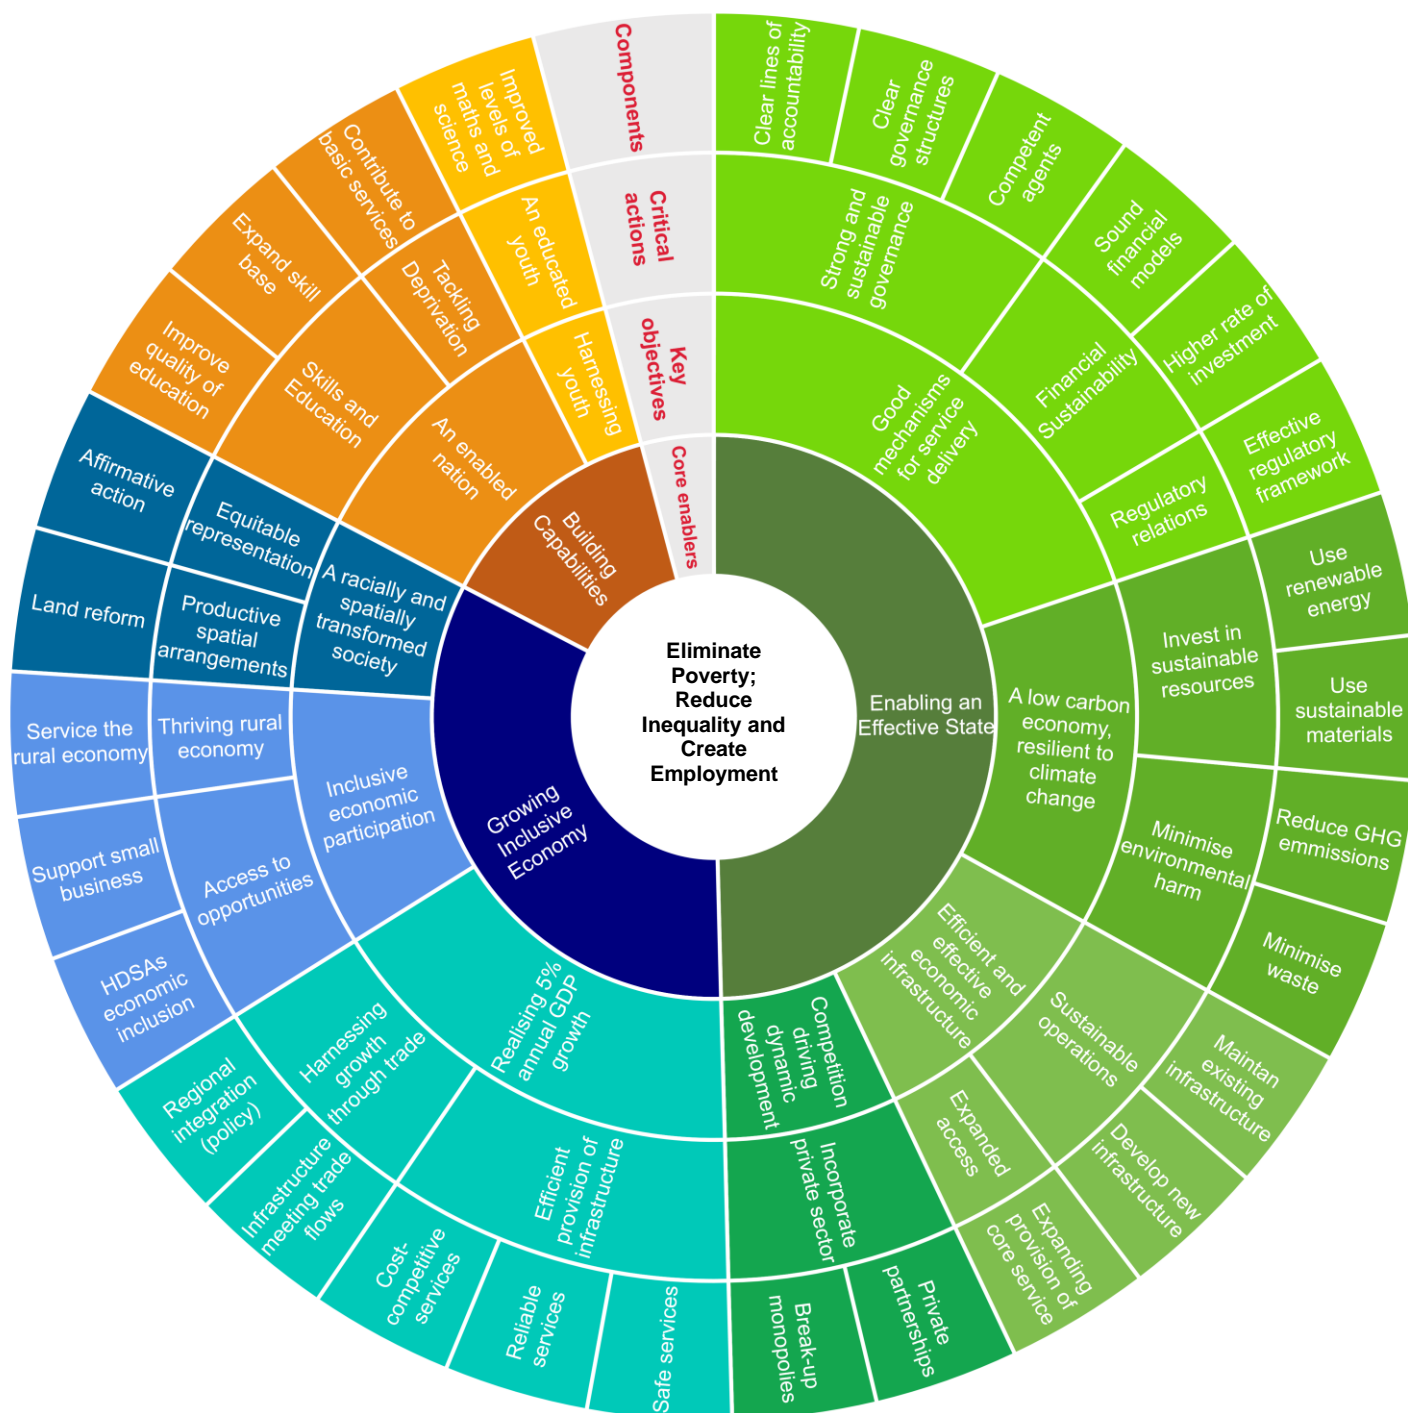 Eliminate
Poverty;
Reduce
Inequality and
Create
Employment
Core enablers
Key
objectives
Critical
actions
Components
Enabling an
Effective State
Good
mechanisms
for service
delivery
Strong and
sustainable
governance
Clear lines of
accountability
Clear
governance
structures
Competent
agents
Financial
Sustainability
Sound
financial
models
Higher rate of
investment
Regulatory
relations
Effective
regulatory
framework
A low carbon
economy,
resilient to
climate
change
Invest in
sustainable
resources
Use
renewable
energy
Use
sustainable
materials
Minimise
environmental
harm
Reduce GHG
emmissions
Minimise
waste
Efficient and
effective
economic
infrastructure
Sustainable
operations
Maintan
existing
infrastructure
Develop new
infrastructure
Expanded
access
Expanding
provision of
core service
Competition
driving
dynamic
development
Incorporate
private sector
Private
partnerships
Break-up
monopolies
Growing
Inclusive
Economy
Realising 5%
annual GDP
growth
Efficient
provision of
infrastructure
Safe services
Reliable
services
Cost-
competitive
services
Harnessing
growth
through trade
Infrastructure
meeting trade
flows
Regional
integration
(policy)
Inclusive
economic
participation
Access to
opportunities
HDSAs
economic
inclusion
Support small
business
Thriving rural
economy
Service the
rural economy
A racially and
spatially
transformed
society
Productive
spatial
arrangements
Land reform
Equitable
representation
Affirmative
action
Building
Capabilities
An enabled
nation
Skills and
Education
Improve
quality of
education
Expand skill
base
Tackling
Deprivation
Contribute to
basic services
Harnessing
youth
An educated
youth
Improved
levels of
maths and
science